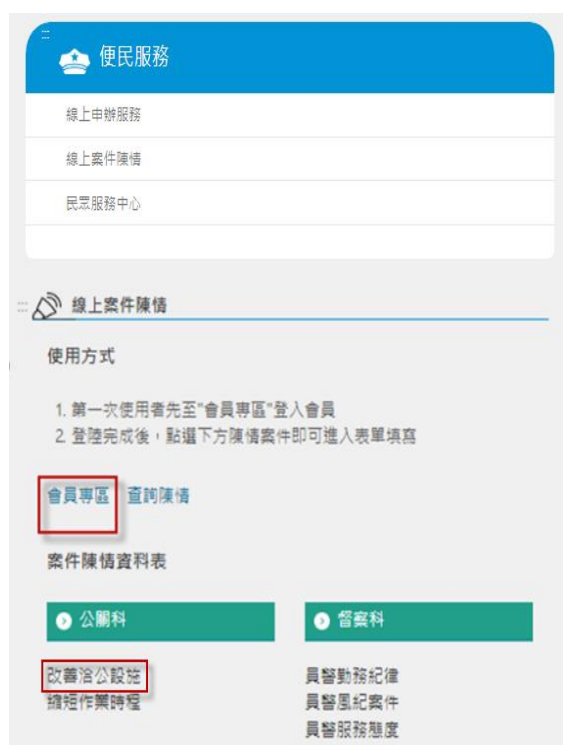 便民服務
線上申辦服務
線上案件陳情
民眾服務中心
線上案件陳情
使用方式
1. 第一次使用者先至"會員專區"登入會員
2. 登陸完成後，點選下方陳情案件即可進入表單填寫
會員專區 查詢陳情
案件陳情資料表
公關科 督察科
改善洽公設施 員警勤務紀律
縮短作業時程 員警風紀案件
員警服務態度